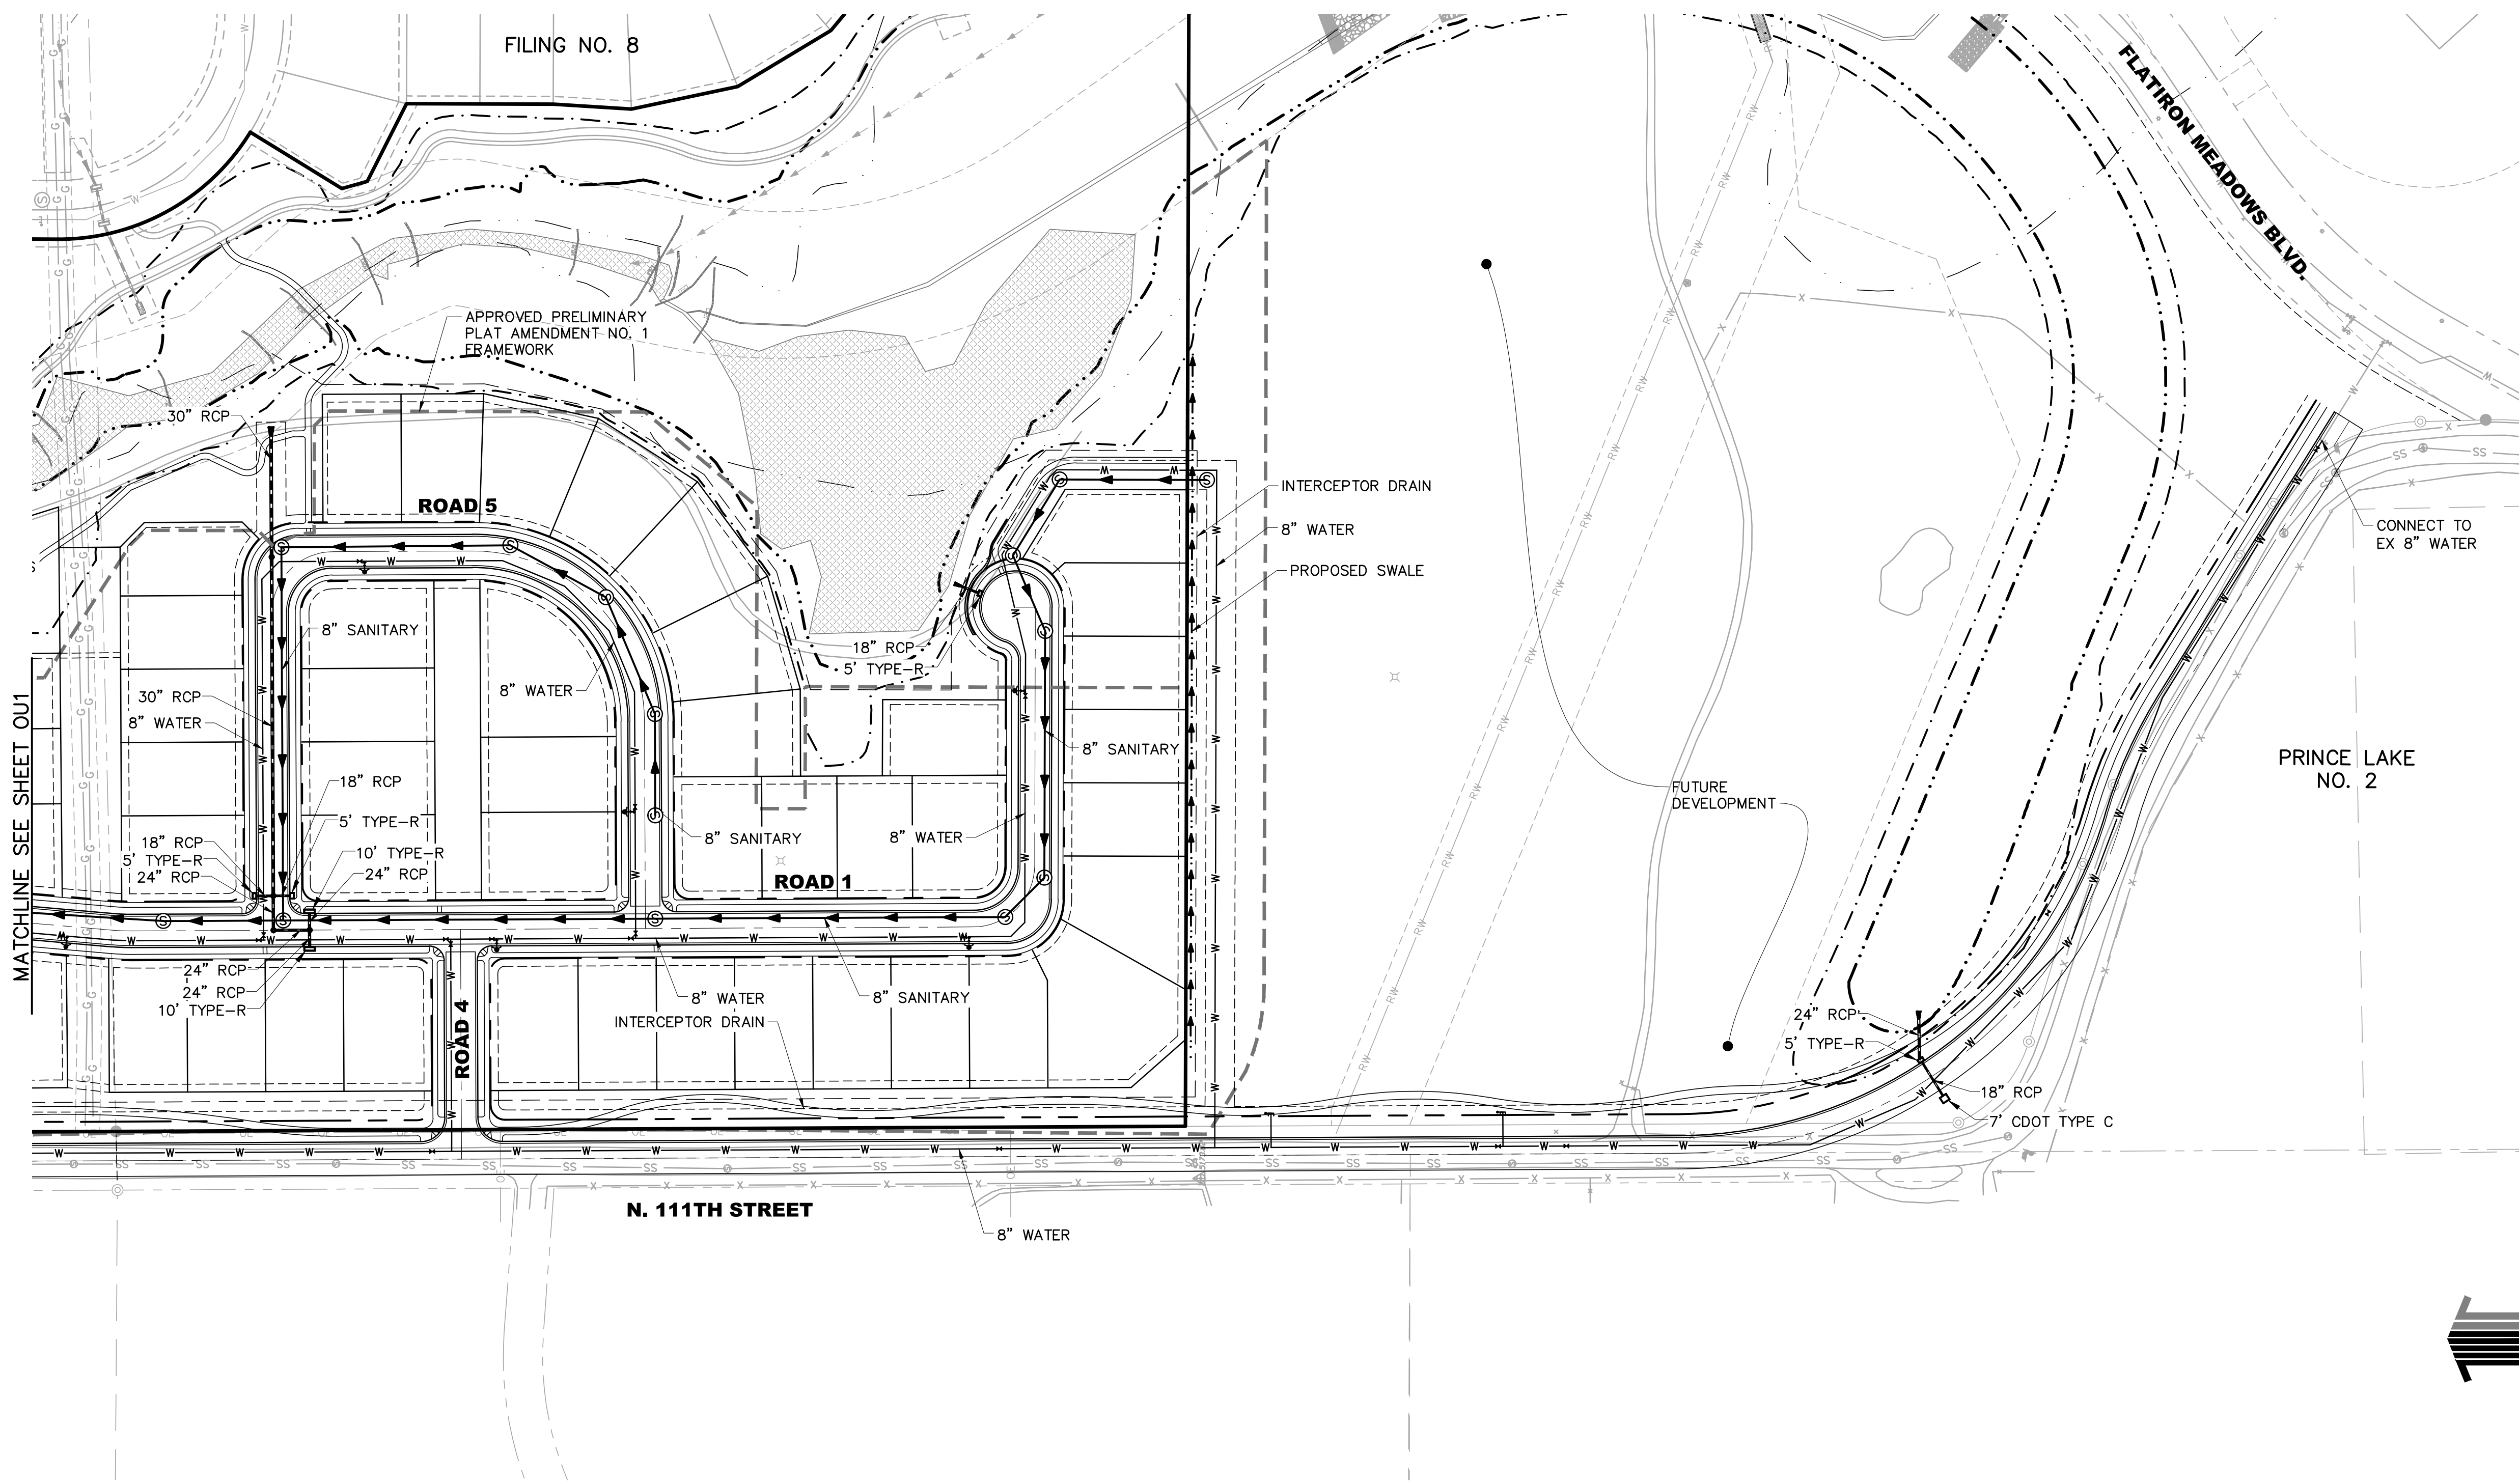 FILING NO. 8
FLATIRON MEADOWS BLVD.
APPROVED PRELIMINARY
PLAT AMENDMENT NO. 1
FRAMEWORK
30" RCP
ROAD 5
INTERCEPTOR DRAIN
8" WATER
PROPOSED SWALE
CONNECT TO
EX 8" WATER
8" SANITARY
18" RCP
5' TYPE-R
30" RCP
8" WATER
8" WATER
8" SANITARY
MATCHLINE SEE SHEET OU1
PRINCE LAKE
NO. 2
18" RCP
5' TYPE-R
FUTURE
DEVELOPMENT
8" SANITARY
8" WATER
18" RCP
5' TYPE-R
24" RCP
10' TYPE-R
24" RCP
ROAD 1
24" RCP
24" RCP
10' TYPE-R
8" WATER
8" SANITARY
INTERCEPTOR DRAIN
ROAD 4
24" RCP
5' TYPE-R
18" RCP
7' CDOT TYPE C
N. 111TH STREET
8" WATER